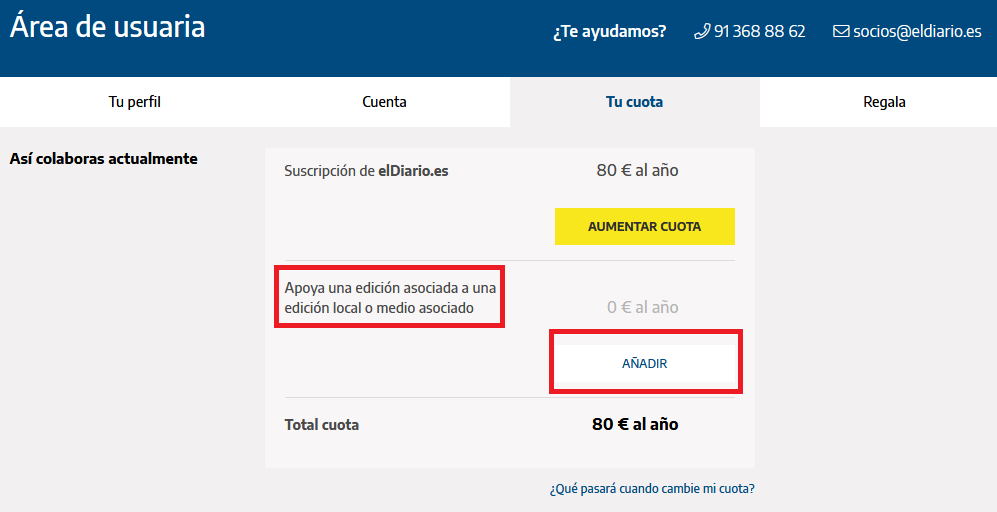 Área de usuaria
¿Te ayudamos? 91 368 88 62 socios@eldiario.es
Tu perfil Cuenta Tu cuota Regala
Así colaboras actualmente
Suscripción de elDiario.es 80 € al año
AUMENTAR CUOTA
Apoya una edición asociada a una
edición local o medio asociado
0 € al año
AÑADIR
Total cuota 80 € al año
¿Qué pasará cuando cambie mi cuota?